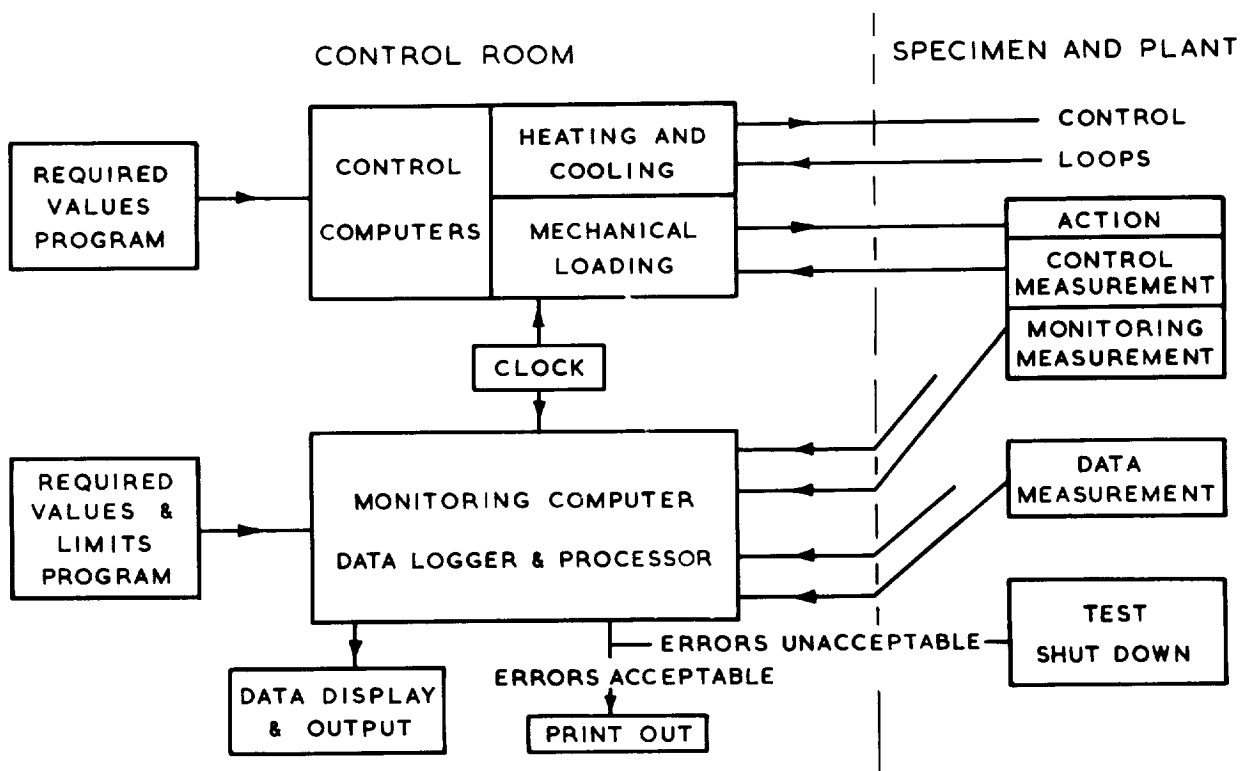 CONTROL ROOM
SPECIMEN AND PLANT
REQUIRED
VALUES
PROGRAM
CONTROL
COMPUTERS
HEATING AND
COOLING
MECHANICAL
LOADING
CONTROL
LOOPS
ACTION
CONTROL
MEASUREMENT
MONITORING
MEASUREMENT
CLOCK
REQUIRED
VALUES &
LIMITS
PROGRAM
MONITORING COMPUTER
DATA LOGGER & PROCESSOR
DATA
MEASUREMENT
TEST
SHUT DOWN
ERRORS UNACCEPTABLE
ERRORS ACCEPTABLE
DATA DISPLAY
& OUTPUT
PRINT OUT